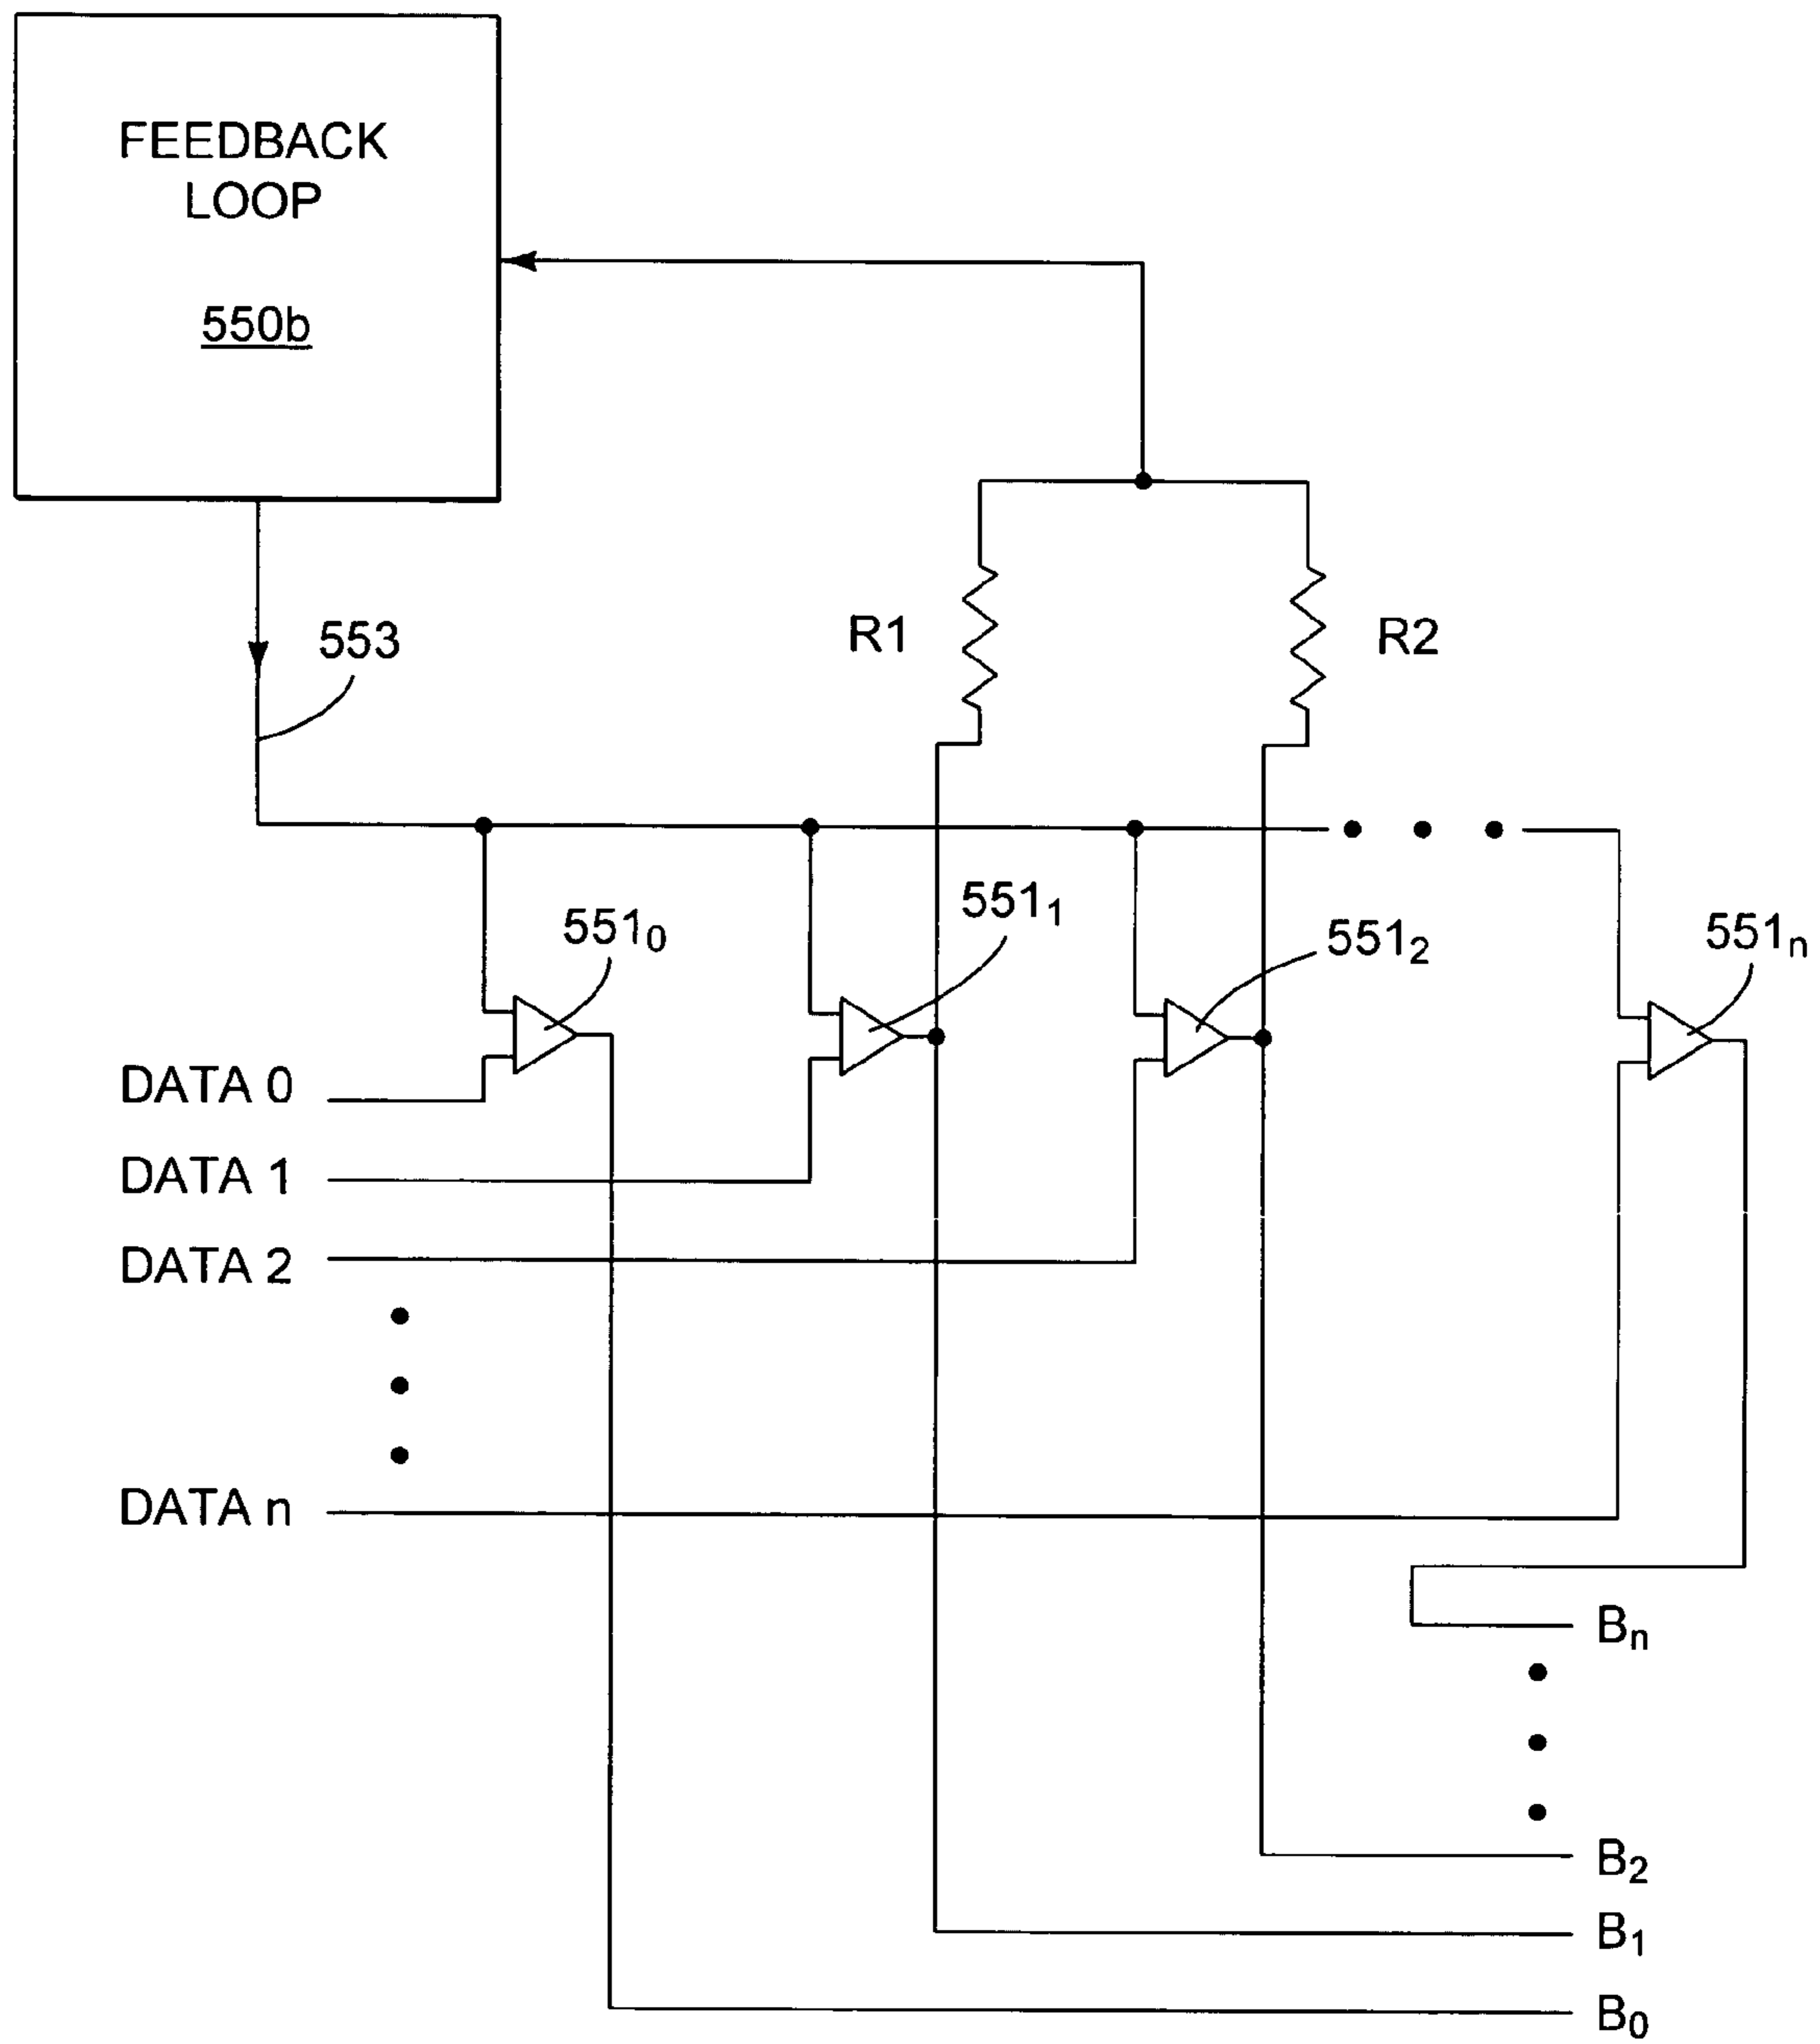 FEEDBACK
LOOP
550b
553
R1
R2
551₀
551₁
551₂
551ₙ
DATA 0
DATA 1
DATA 2
DATA n
Bₙ
B₂
B₁
B₀